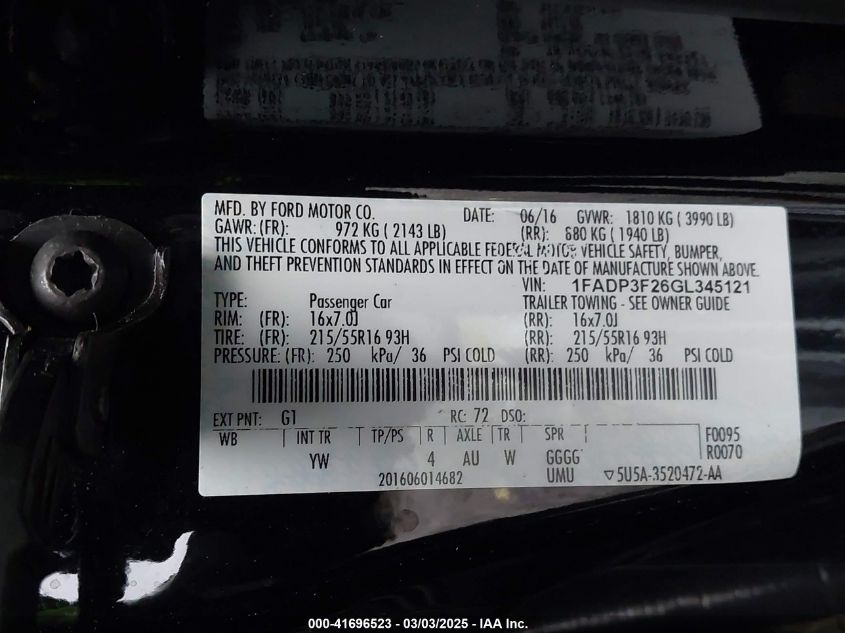 MFD. BY FORD MOTOR CO. DATE: 06/16 GVWR: 1810 KG ( 3990 LB)
GAWR: (FR): 972 KG ( 2143 LB) (RR): 880 KG ( 1940 LB)
THIS VEHICLE CONFORMS TO ALL APPLICABLE FEDERAL MOTOR VEHICLE SAFETY, BUMPER,
AND THEFT PREVENTION STANDARDS IN EFFECT ON THE DATE OF MANUFACTURE SHOWN ABOVE.
VIN: 1FADP3F26GL345121
TYPE: Passenger Car TRAILER TOWING - SEE OWNER GUIDE
RIM: (FR): 16x7.0J (RR): 16x7.0J
TIRE: (FR): 215/55R16 93H (RR): 215/55R16 93H
PRESSURE: (FR): 250 kPa/ 36 PSI COLD (RR): 250 kPa/ 36 PSI COLD
EXT PNT: G1 RC: 72 DSO:
WB INT TR TP/PS R AXLE TR SPR F0095
YW 4 AU W GGGG R0070
201606014682 UMU ▽5U5A-3520472-AA
000-41696523 - 03/03/2025 - IAA Inc.